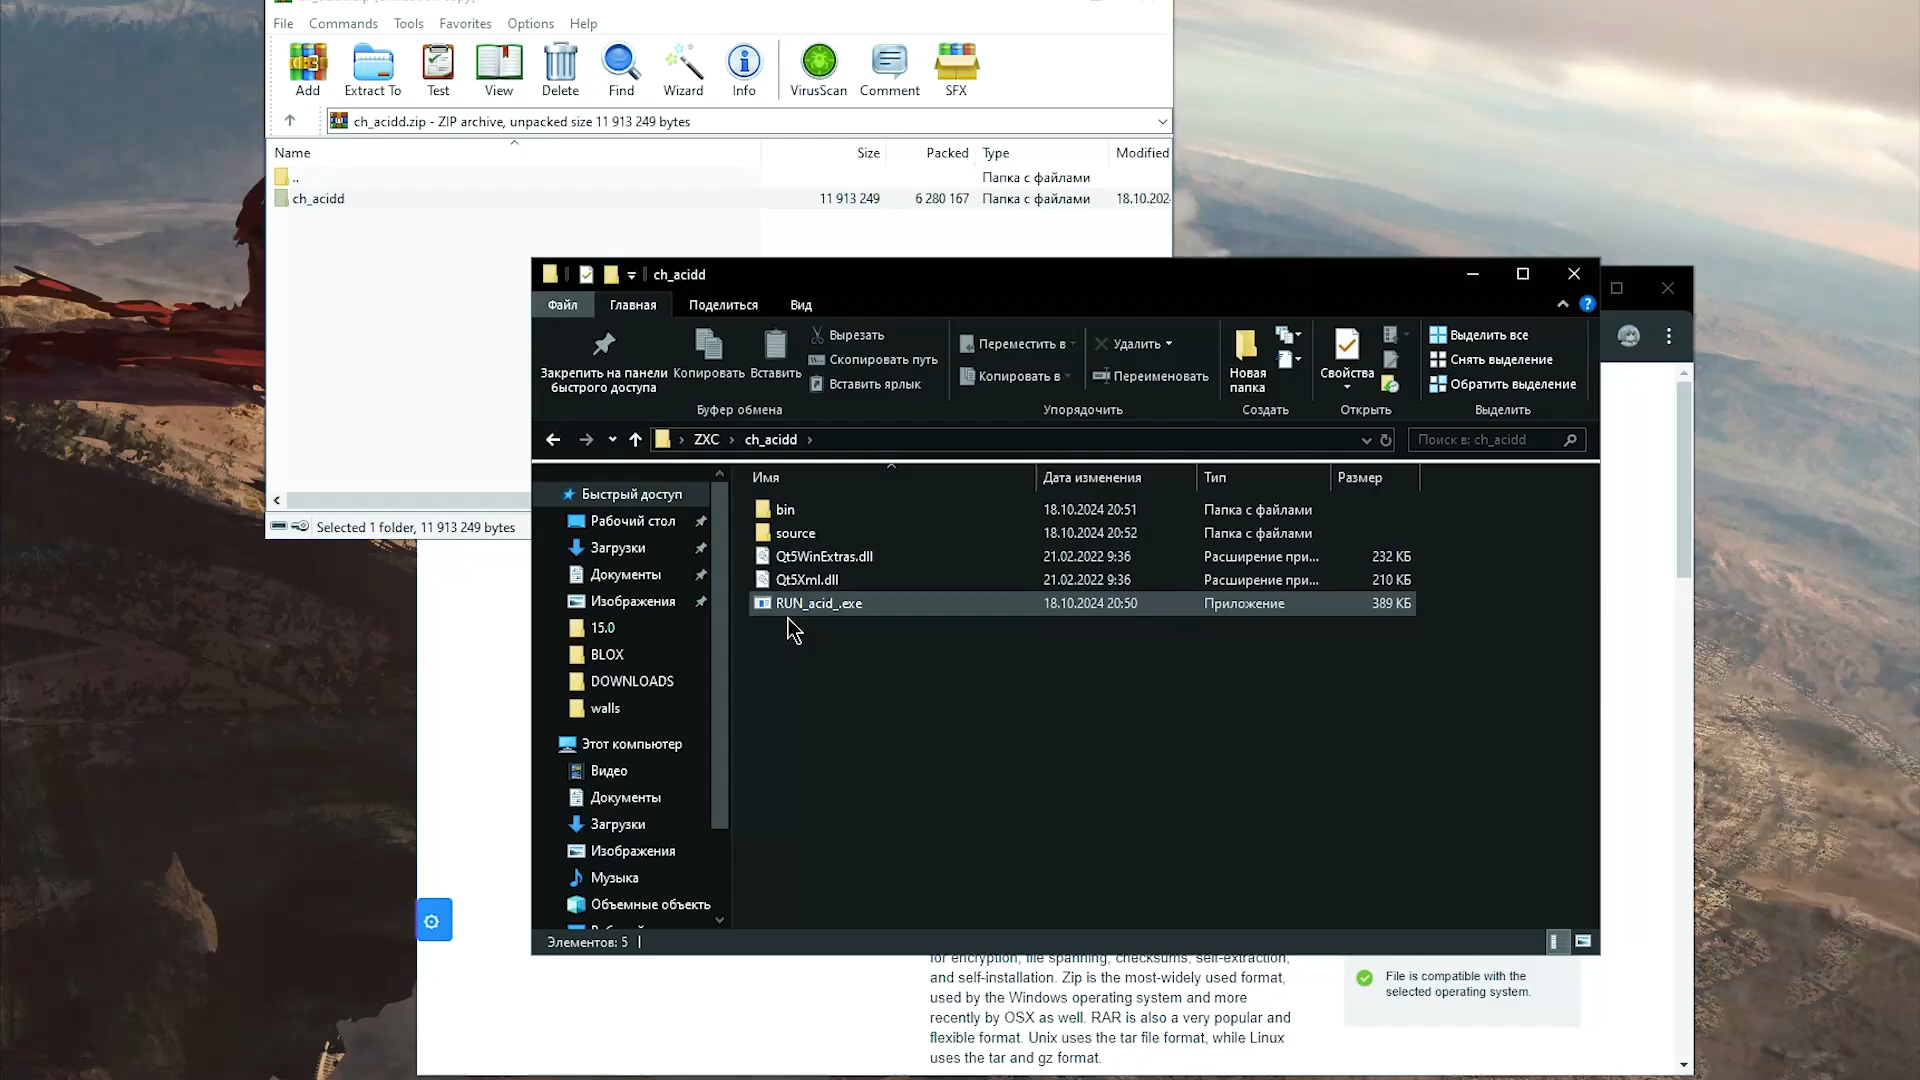 File Commands Tools Favorites Options Help
Add Extract To Test View Delete Find Wizard Info VirusScan Comment SFX
ch_acidd.zip - ZIP archive, unpacked size 11 913 249 bytes
Name Size Packed Type Modified
.. Папка с файлами
ch_acidd 11 913 249 6 280 167 Папка с файлами 18.10.202
Selected 1 folder, 11 913 249 bytes
ch_acidd
Файл Главная Поделиться Вид
Закрепить на панели
быстрого доступа
Копировать
Вставить
Вырезать
Скопировать путь
Вставить ярлык
Буфер обмена
Переместить в
Копировать в
Удалить
Переименовать
Упорядочить
Новая
папка
Создать
Свойства
Открыть
Выделить все
Снять выделение
Обратить выделение
Выделить
ZXC ch_acidd
Поиск в: ch_acidd
Быстрый доступ
Рабочий стол
Загрузки
Документы
Изображения
15.0
BLOX
DOWNLOADS
walls
Этот компьютер
Видео
Документы
Загрузки
Изображения
Музыка
Объемные объекть
Имя Дата изменения Тип Размер
bin 18.10.2024 20:51 Папка с файлами
source 18.10.2024 20:52 Папка с файлами
Qt5WinExtras.dll 21.02.2022 9:36 Расширение при... 232 КБ
Qt5Xml.dll 21.02.2022 9:36 Расширение при... 210 КБ
RUN_acid_.exe 18.10.2024 20:50 Приложение 389 КБ
Элементов: 5
for encryption, file spanning, checksums, self-extraction,
and self-installation. Zip is the most-widely used format,
used by the Windows operating system and more
recently by OSX as well. RAR is also a very popular and
flexible format. Unix uses the tar file format, while Linux
uses the tar and gz format.
File is compatible with the
selected operating system.